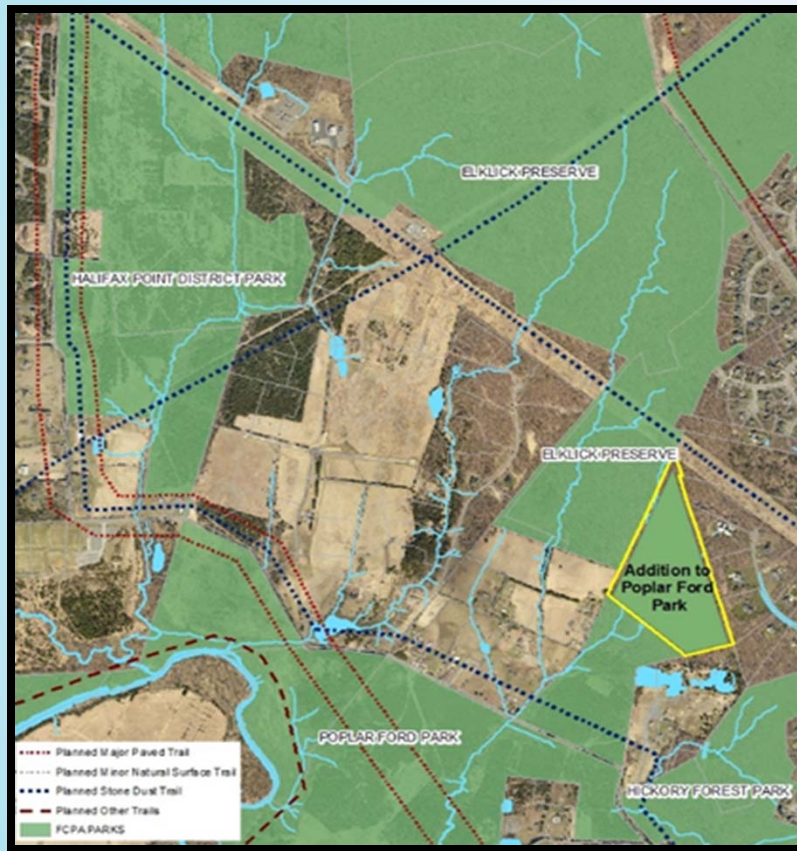 ELKLICK PRESERVE
HALIFAX POINT DISTRICT PARK
ELKLICK PRESERVE
Addition to
Poplar Ford
Park
POPLAR FORD PARK
HICKORY FOREST PARK
Planned Major Paved Trail
Planned Minor Natural Surface Trail
Planned Stone Dust Trail
Planned Other Trails
FCPA PARKS